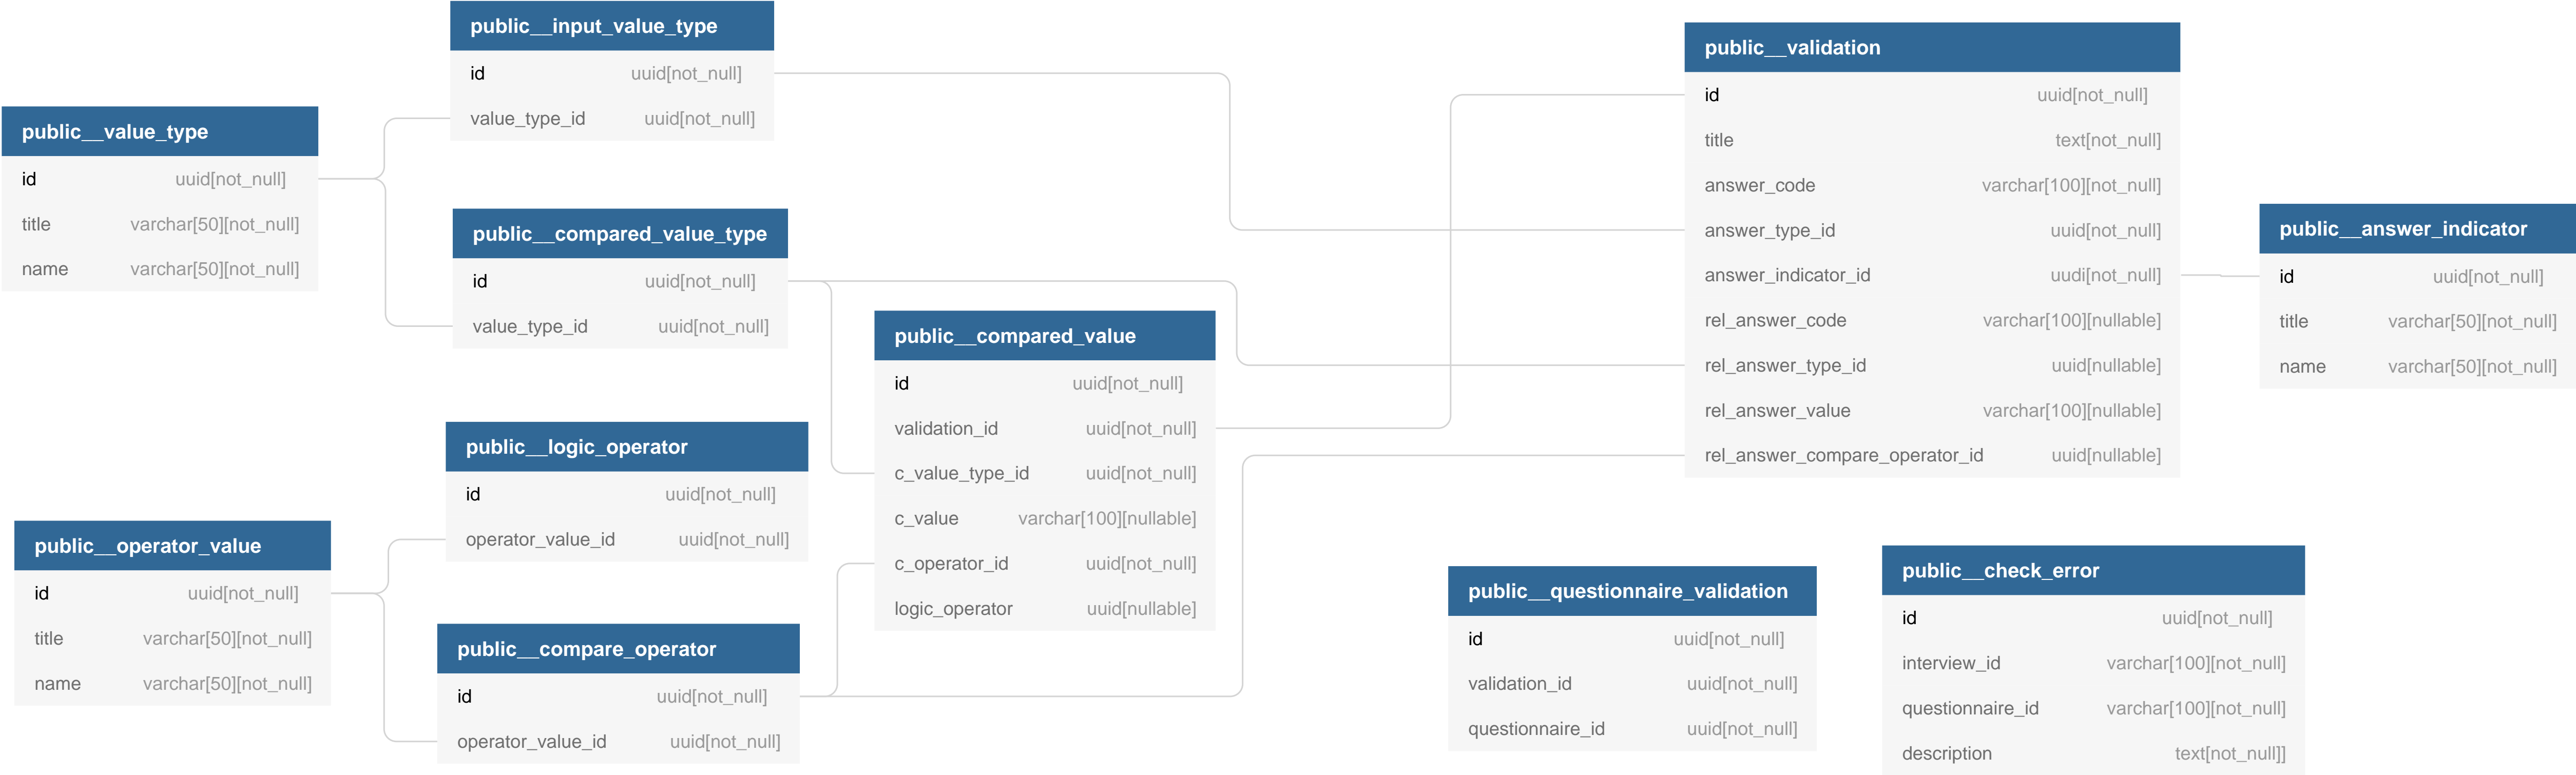 public__input_value_type
id uuid[not_null]
value_type_id uuid[not_null]
public__value_type
id uuid[not_null]
title varchar[50][not_null]
name varchar[50][not_null]
public__compared_value_type
id uuid[not_null]
value_type_id uuid[not_null]
public__compared_value
id uuid[not_null]
validation_id uuid[not_null]
c_value_type_id uuid[not_null]
c_value varchar[100][nullable]
c_operator_id uuid[not_null]
logic_operator uuid[nullable]
public__logic_operator
id uuid[not_null]
operator_value_id uuid[not_null]
public__operator_value
id uuid[not_null]
title varchar[50][not_null]
name varchar[50][not_null]
public__compare_operator
id uuid[not_null]
operator_value_id uuid[not_null]
public__validation
id uuid[not_null]
title text[not_null]
answer_code varchar[100][not_null]
answer_type_id uuid[not_null]
answer_indicator_id uudi[not_null]
rel_answer_code varchar[100][nullable]
rel_answer_type_id uuid[nullable]
rel_answer_value varchar[100][nullable]
rel_answer_compare_operator_id uuid[nullable]
public__answer_indicator
id uuid[not_null]
title varchar[50][not_null]
name varchar[50][not_null]
public__questionnaire_validation
id uuid[not_null]
validation_id uuid[not_null]
questionnaire_id uuid[not_null]
public__check_error
id uuid[not_null]
interview_id varchar[100][not_null]
questionnaire_id varchar[100][not_null]
description text[not_null]]